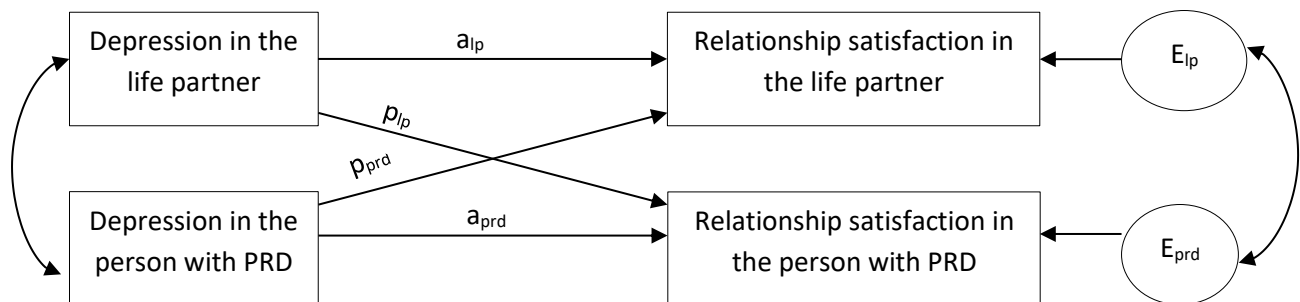 Depression in the
life partner
a_lp
Relationship satisfaction in
the life partner
E_lp
p_lp
p_prd
Depression in the
person with PRD
a_prd
Relationship satisfaction in
the person with PRD
E_prd